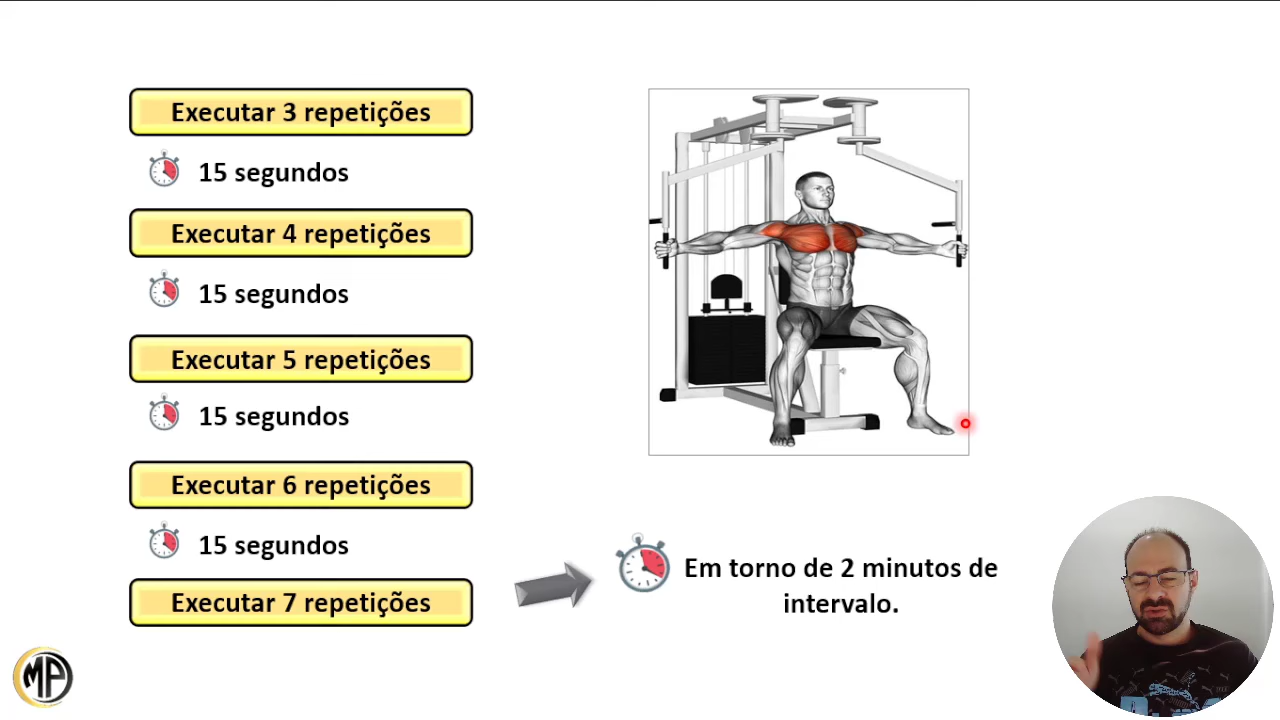 Executar 3 repetições
15 segundos
Executar 4 repetições
15 segundos
Executar 5 repetições
15 segundos
Executar 6 repetições
15 segundos
Executar 7 repetições
Em torno de 2 minutos de
intervalo.
MP